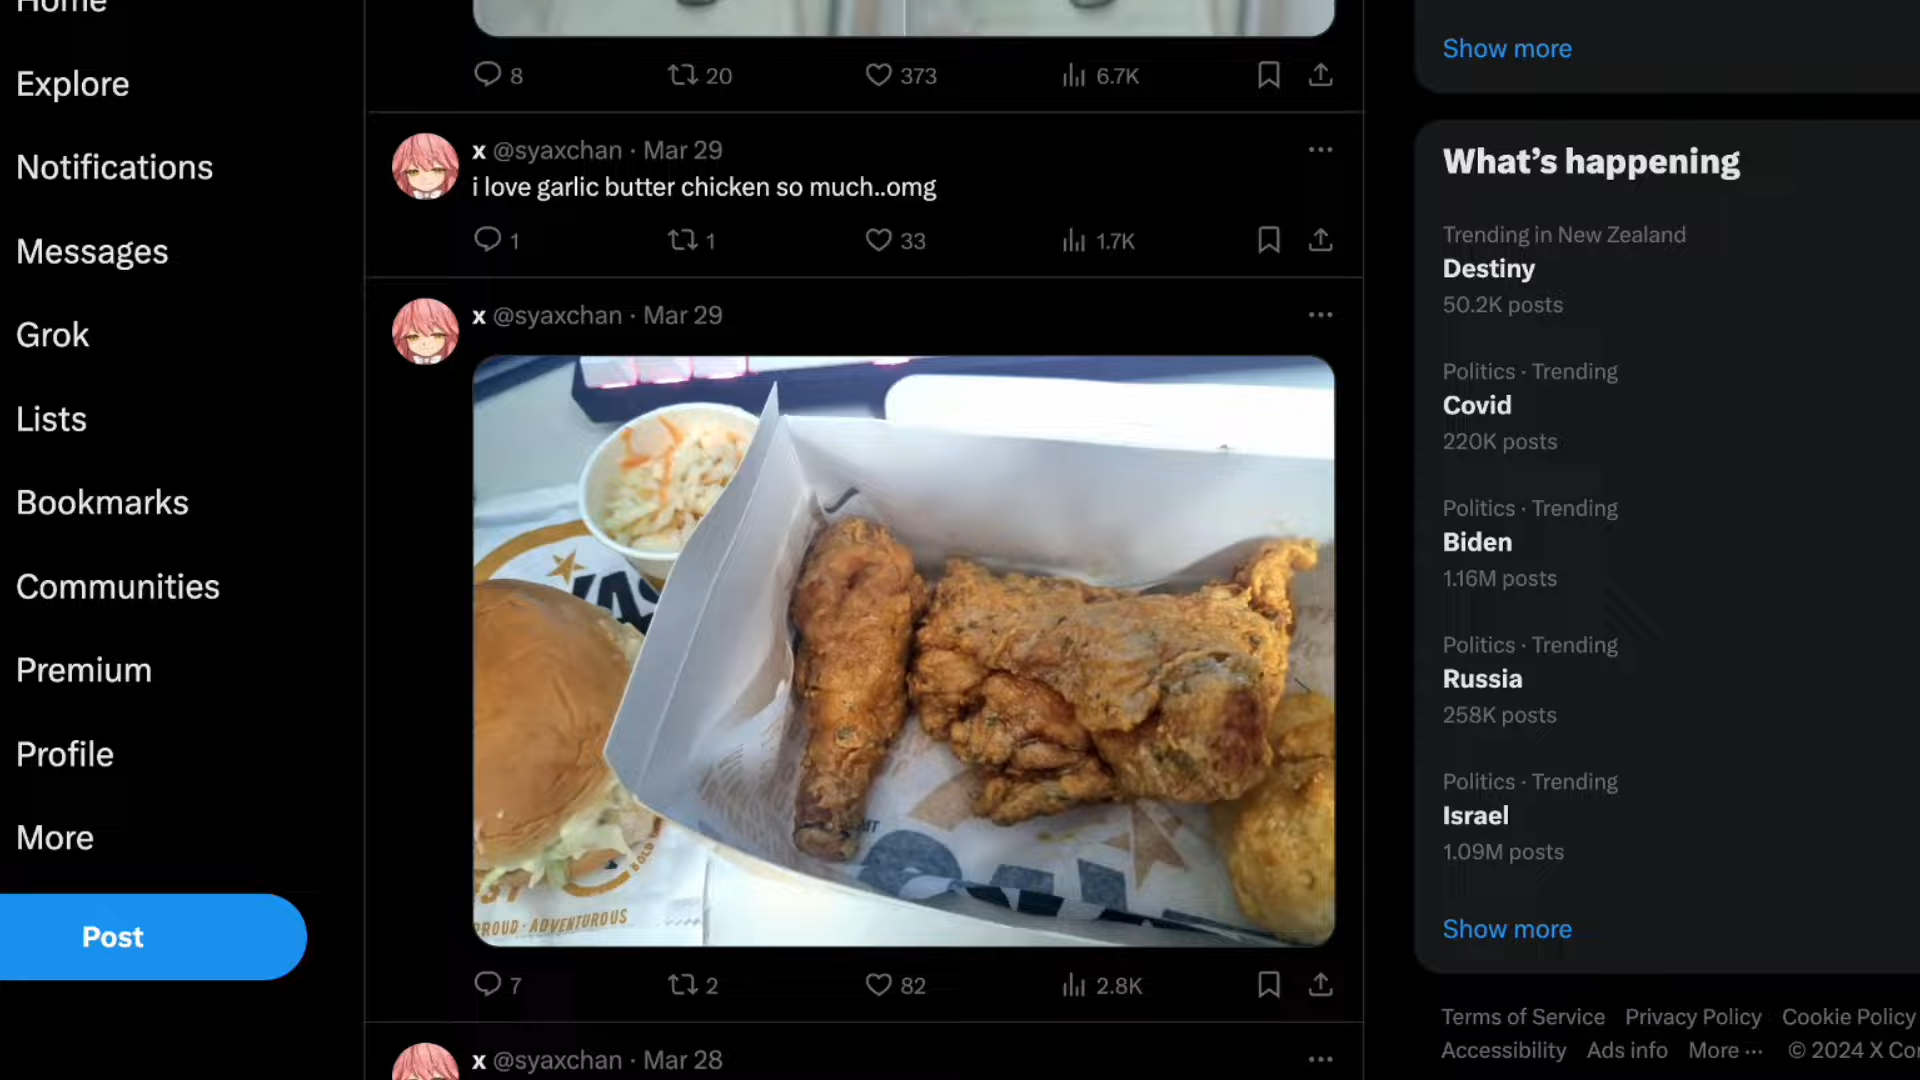 Home
Explore
Notifications
Messages
Grok
Lists
Bookmarks
Communities
Premium
Profile
More
Post
8 20 373 6.7K
x @syaxchan · Mar 29
i love garlic butter chicken so much..omg
1 1 33 1.7K
x @syaxchan · Mar 29
BOLD
PROUD · ADVENTUROUS
7 2 82 2.8K
x @syaxchan · Mar 28
Show more
What's happening
Trending in New Zealand
Destiny
50.2K posts
Politics · Trending
Covid
220K posts
Politics · Trending
Biden
1.16M posts
Politics · Trending
Russia
258K posts
Politics · Trending
Israel
1.09M posts
Show more
Terms of Service Privacy Policy Cookie Policy
Accessibility Ads info More ··· © 2024 X